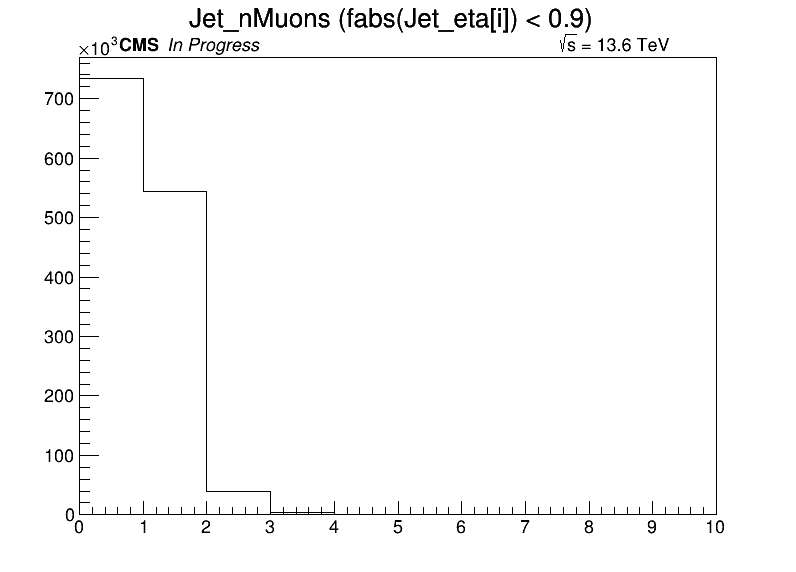 Jet_nMuons (fabs(Jet_eta[i]) < 0.9)
×10³ CMS In Progress √s = 13.6 TeV
700
600
500
400
300
200
100
0
0 1 2 3 4 5 6 7 8 9 10